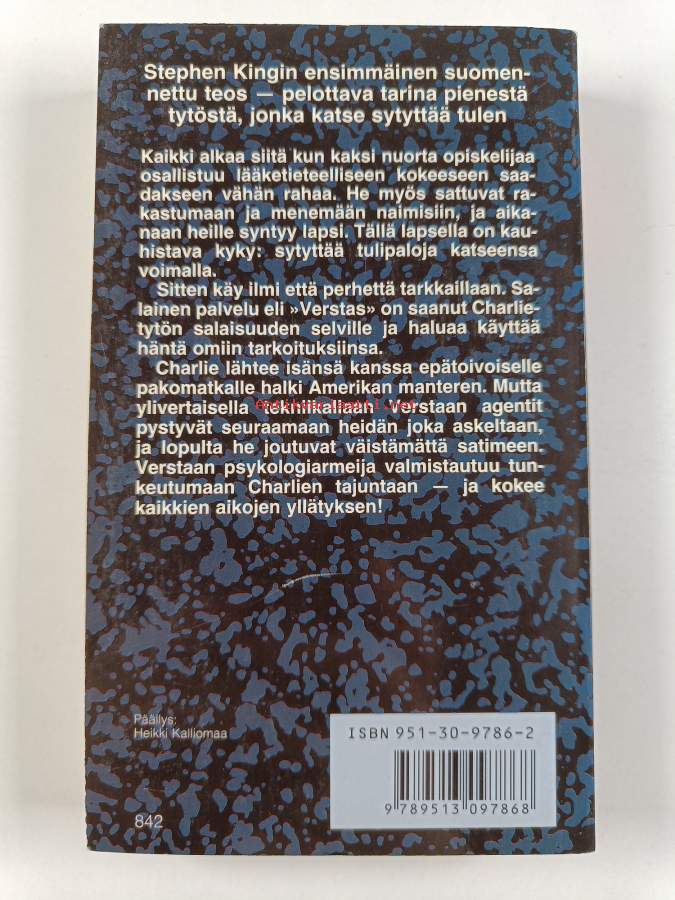 Stephen Kingin ensimmäinen suomen-
nettu teos — pelottava tarina pienestä
tytöstä, jonka katse sytyttää tulen
Kaikki alkaa siitä kun kaksi nuorta opiskelijaa
osallistuu lääketieteelliseen kokeeseen saa-
dakseen vähän rahaa. He myös sattuvat ra-
kastumaan ja menemään naimisiin, ja aika-
naan heille syntyy lapsi. Tällä lapsella on kau-
histava kyky: sytyttää tulipaloja katseensa
voimalla.
Sitten käy ilmi että perhettä tarkkaillaan. Sa-
lainen palvelu eli »Verstas» on saanut Charlie-
tytön salaisuuden selville ja haluaa käyttää
häntä omiin tarkoituksiinsa.
Charlie lähtee isänsä kanssa epätoivoiselle
pakomatkalle halki Amerikan manteren. Mutta
ylivertaisella tekniikallaan Verstaan agentit
antikvariaatti.net
pystyvät seuraamaan heidän joka askeltaan,
ja lopulta he joutuvat väistämättä satimeen.
Verstaan psykologiarmeija valmistautuu tun-
keutumaan Charlien tajuntaan — ja kokee
kaikkien aikojen yllätyksen!
Päällys:
Heikki Kalliomaa
ISBN 951-30-9786-2
9 789513 097868
842